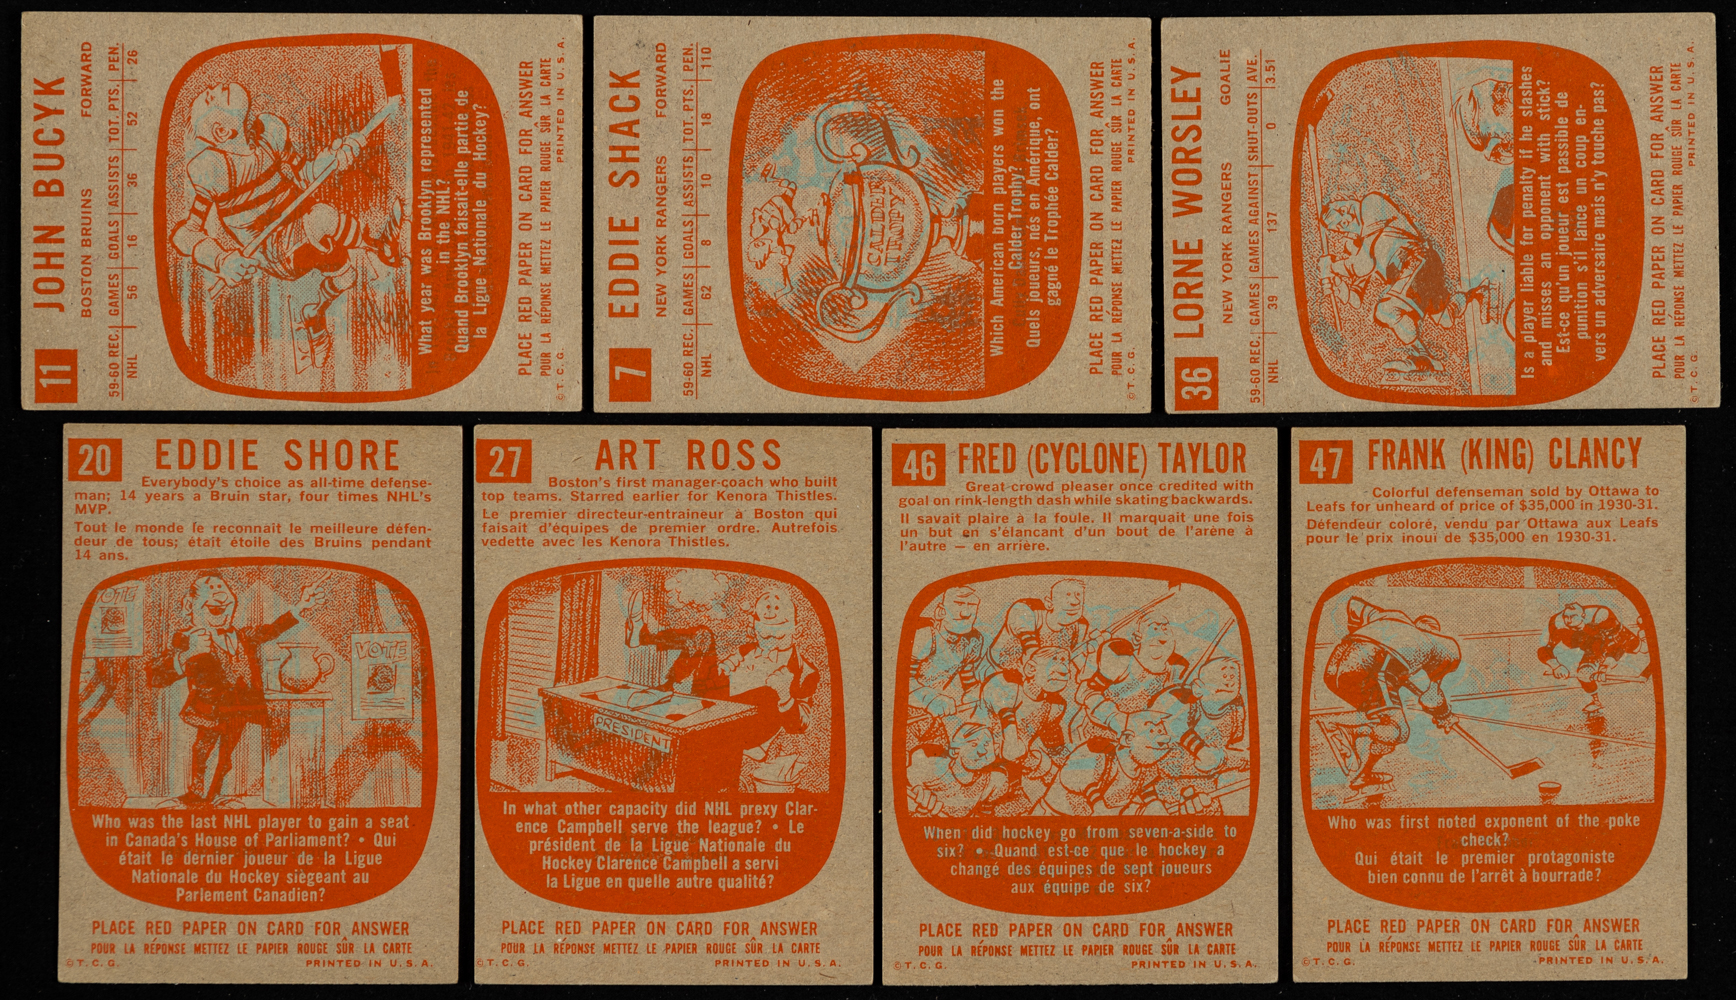 11 JOHN BUCYK
BOSTON BRUINS FORWARD
59-60 REC. GAMES GOALS ASSISTS TOT. PTS. PEN.
NHL 56 16 36 52 26
What year was Brooklyn represented
in the NHL?
Quand Brooklyn faisait-elle partie de
la Ligue Nationale du Hockey?
PLACE RED PAPER ON CARD FOR ANSWER
POUR LA RÉPONSE METTEZ LE PAPIER ROUGE SUR LA CARTE
© T. C. G. PRINTED IN U. S. A.
7 EDDIE SHACK
NEW YORK RANGERS FORWARD
59-60 REC. GAMES GOALS ASSISTS TOT. PTS. PEN.
NHL 62 8 10 18 110
CALDER
TROPY
Which American born players won the
Calder Trophy?
Quels joueurs, nés en Amérique, ont
gagné le Trophée Calder?
PLACE RED PAPER ON CARD FOR ANSWER
POUR LA RÉPONSE METTEZ LE PAPIER ROUGE SUR LA CARTE
© T. C. G. PRINTED IN U. S. A.
36 LORNE WORSLEY
NEW YORK RANGERS GOALIE
59-60 REC. GAMES GAMES AGAINST SHUT-OUTS AVE.
NHL 39 137 0 3.51
Is a player liable for penalty if he slashes
and misses an opponent with stick?
Est-ce qu'un jouer est passible de
punition s'il lance un coup en-
vers un adversaire mais n'y touche pas?
PLACE RED PAPER ON CARD FOR ANSWER
POUR LA RÉPONSE METTEZ LE PAPIER ROUGE SUR LA CARTE
© T. C. G. PRINTED IN U. S. A.
20 EDDIE SHORE
Everybody's choice as all-time defense-
man; 14 years a Bruin star, four times NHL's
MVP.
Tout le monde le reconnait le meilleure défen-
deur de tous; était étoile des Bruins pendant
14 ans.
VOTE
VOTE
Who was the last NHL player to gain a seat
in Canada's House of Parliament? • Qui
était le dernier joueur de la Ligue
Nationale du Hockey siègeant au
Parlement Canadien?
PLACE RED PAPER ON CARD FOR ANSWER
POUR LA RÉPONSE METTEZ LE PAPIER ROUGE SÛR LA CARTE
© T. C. G. PRINTED IN U. S. A.
27 ART ROSS
Boston's first manager-coach who built
top teams. Starred earlier for Kenora Thistles.
Le premier directeur-entraineur à Boston qui
faisait d'équipes de premier ordre. Autrefois
vedette avec les Kenora Thistles.
PRESIDENT
In what other capacity did NHL prexy Clar-
ence Campbell serve the league? • Le
président de la Ligue Nationale du
Hockey Clarence Campbell a servi
la Ligue en quelle autre qualité?
PLACE RED PAPER ON CARD FOR ANSWER
POUR LA RÉPONSE METTEZ LE PAPIER ROUGE SÛR LA CARTE
© T. C. G. PRINTED IN U. S. A.
46 FRED (CYCLONE) TAYLOR
Great crowd pleaser once credited with
goal on rink-length dash while skating backwards.
Il savait plaire à la foule. Il marquait une fois
un but en s'élancant d'un bout de l'arène à
l'autre — en arrière.
When did hockey go from seven-a-side to
six? • Quand est-ce que le hockey a
changé des équipes de sept joueurs
aux équipe de six?
PLACE RED PAPER ON CARD FOR ANSWER
POUR LA RÉPONSE METTEZ LE PAPIER ROUGE SÛR LA CARTE
© T. C. G. PRINTED IN U. S. A.
47 FRANK (KING) CLANCY
Colorful defenseman sold by Ottawa to
Leafs for unheard of price of $35,000 in 1930-31.
Défendeur coloré, vendu par Ottawa aux Leafs
pour le prix inoui de $35,000 en 1930-31.
Who was first noted exponent of the poke
check?
Qui était le premier protagoniste
bien connu de l'arrêt à bourrade?
PLACE RED PAPER ON CARD FOR ANSWER
POUR LA RÉPONSE METTEZ LE PAPIER ROUGE SÛR LA CARTE
© T. C. G. PRINTED IN U. S. A.